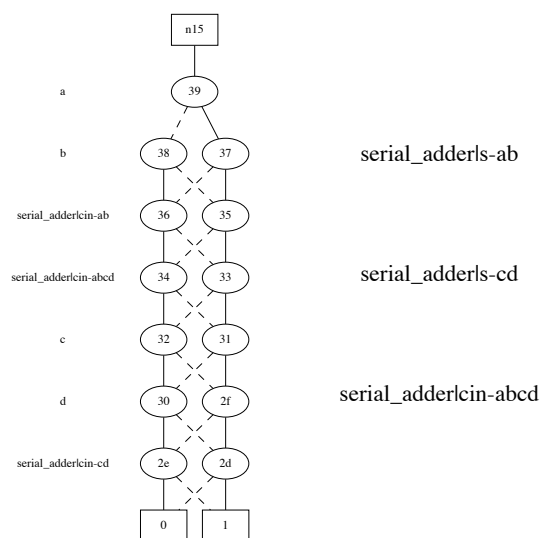 n15
a
39
b
38 37
serial_adder|s-ab
serial_adder|cin-ab
36 35
serial_adder|cin-abcd
34 33
serial_adder|s-cd
c
32 31
d
30 2f
serial_adder|cin-abcd
serial_adder|cin-cd
2e 2d
0 1